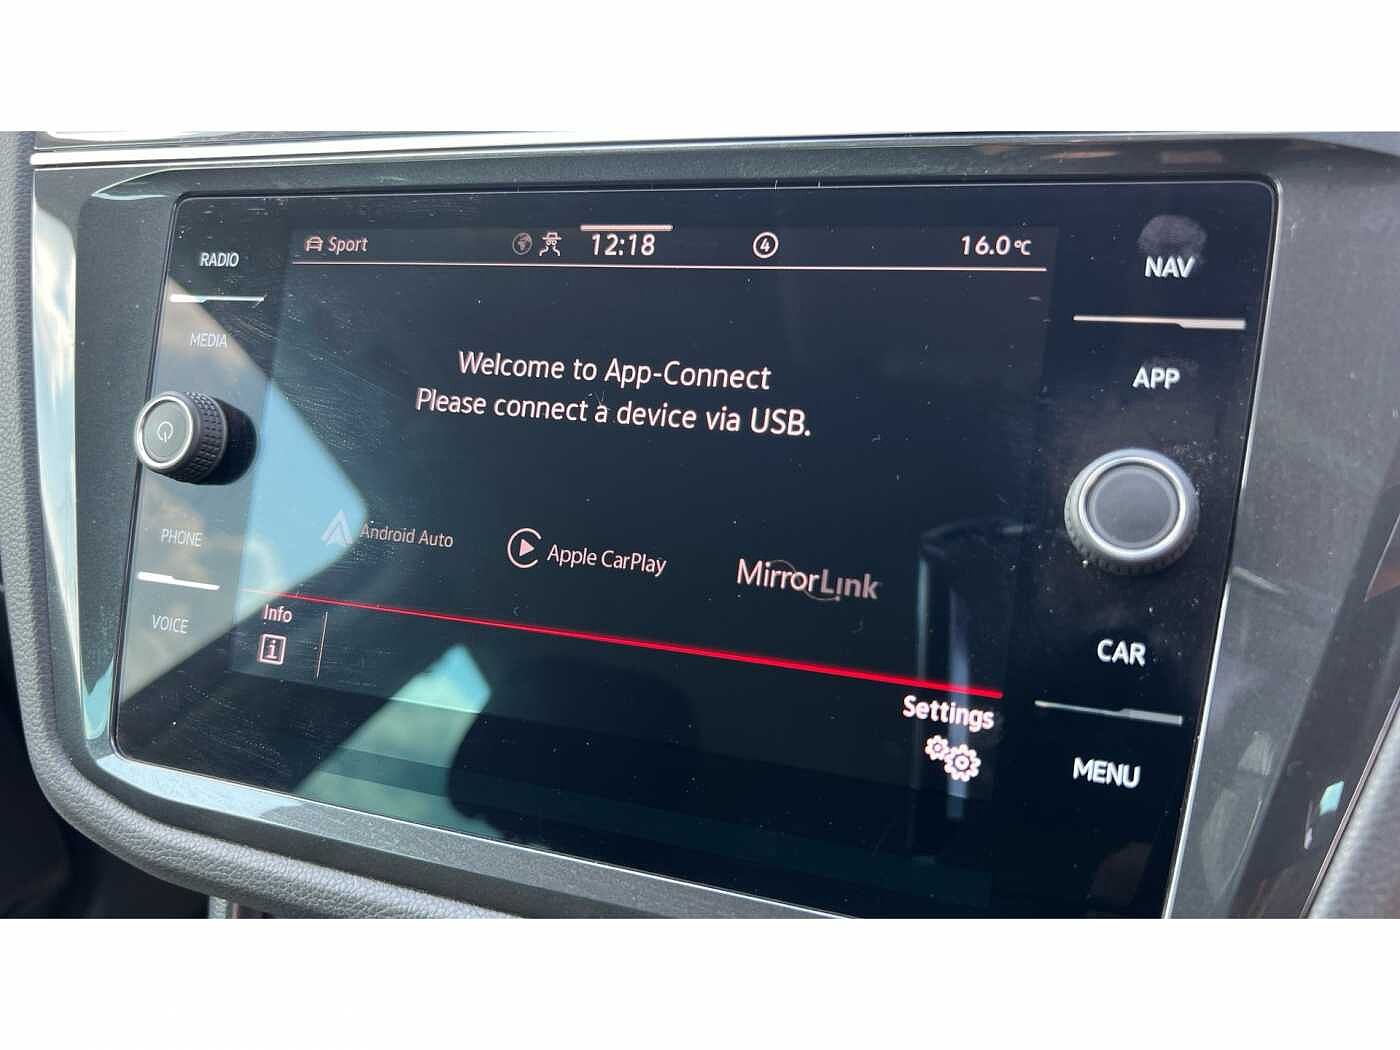 RADIO
MEDIA
PHONE
VOICE
Sport
12:18
4
16.0°C
Welcome to App-Connect
Please connect a device via USB.
Android Auto
Apple CarPlay
MirrorLink
Info
i
Settings
NAV
APP
CAR
MENU